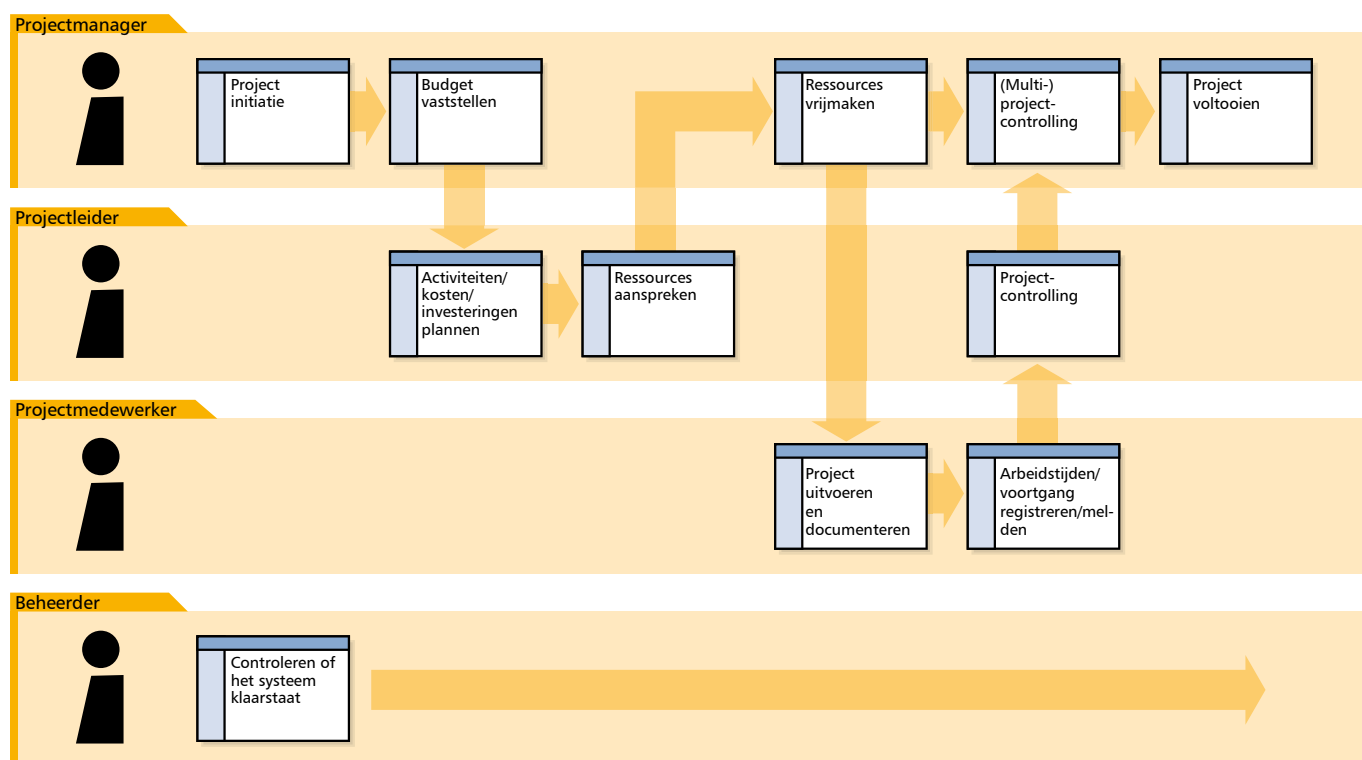 Projectmanager
Project
initiatie
Budget
vaststellen
Ressources
vrijmaken
(Multi-)
project-
controlling
Project
voltooien
Projectleider
Activiteiten/
kosten/
investeringen
plannen
Ressources
aanspreken
Project-
controlling
Projectmedewerker
Project
uitvoeren
en
documenteren
Arbeidstijden/
voortgang
registreren/mel-
den
Beheerder
Controleren of
het systeem
klaarstaat